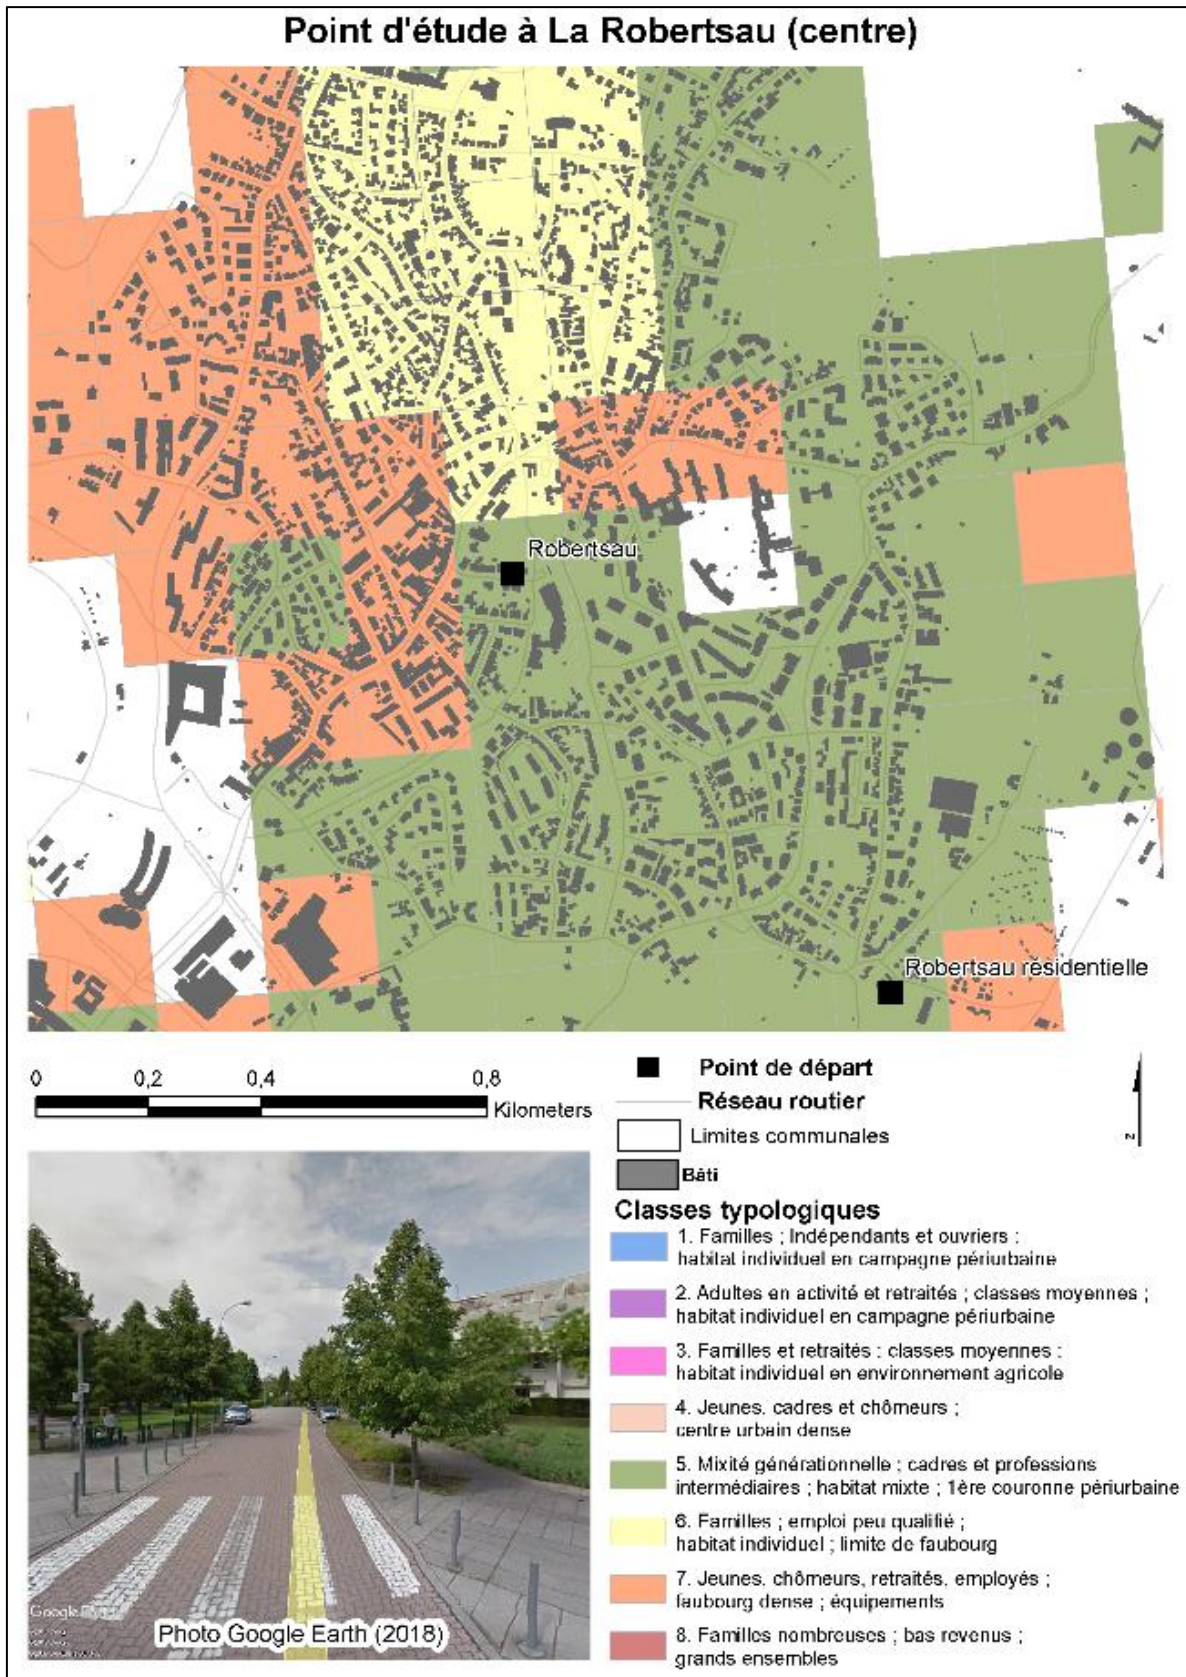 Point d'étude à La Robertsau (centre)
Robertsau
Robertsau résidentielle
0 0,2 0,4 0,8
Kilometers
Point de départ
Réseau routier
Limites communales
Bâti
N
Classes typologiques
1. Familles ; Indépendants et ouvriers :
habitat individuel en campagne périurbaine
2. Adultes en activité et retraités ; classes moyennes ;
habitat individuel en campagne périurbaine
3. Familles et retraités : classes moyennes :
habitat individuel en environnement agricole
4. Jeunes. cadres et chômeurs ;
centre urbain dense
5. Mixité générationnelle ; cadres et professions
intermédiaires ; habitat mixte ; 1ère couronne périurbaine
6. Familles ; emploi peu qualifié ;
habitat individuel ; limite de faubourg
7. Jeunes. chômeurs, retraités. employés ;
faubourg dense ; équipements
8. Familles nombreuses ; bas revenus ;
grands ensembles
Google
Photo Google Earth (2018)